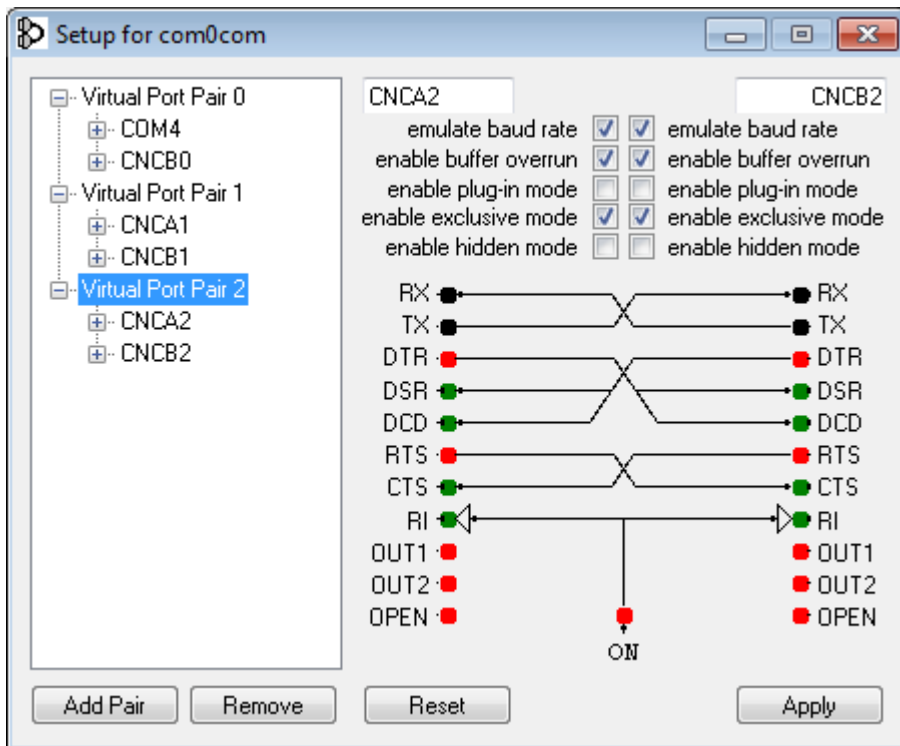 Setup for com0com
Virtual Port Pair 0
COM4
CNCB0
Virtual Port Pair 1
CNCA1
CNCB1
Virtual Port Pair 2
CNCA2
CNCB2
CNCA2 CNCB2
emulate baud rate emulate baud rate
enable buffer overrun enable buffer overrun
enable plug-in mode enable plug-in mode
enable exclusive mode enable exclusive mode
enable hidden mode enable hidden mode
RX RX
TX TX
DTR DTR
DSR DSR
DCD DCD
RTS RTS
CTS CTS
RI RI
OUT1 OUT1
OUT2 OUT2
OPEN OPEN
ON
Add Pair Remove Reset Apply